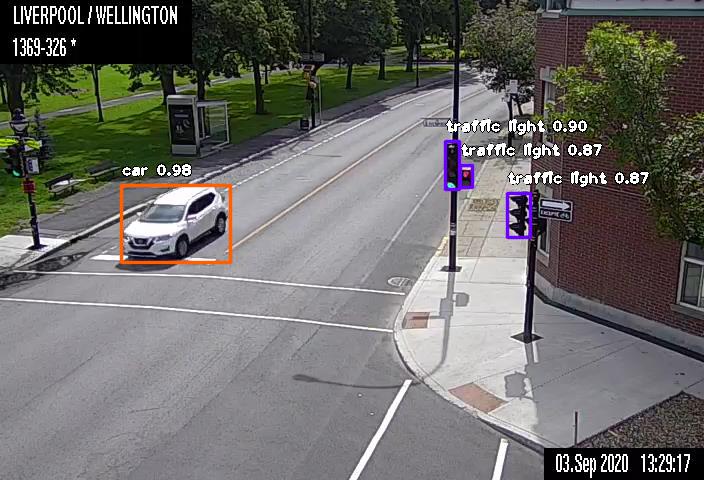 LIVERPOOL / WELLINGTON
1369-326 *
traffic light 0.90
traffic light 0.87
car 0.98
traffic light 0.87
03.Sep 2020 13:29:17